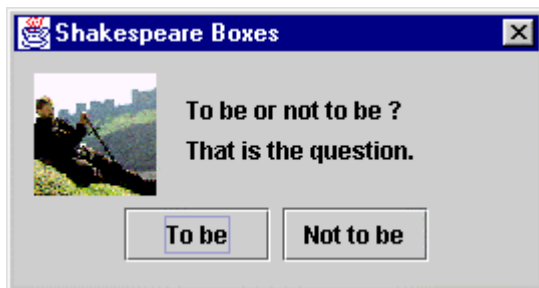 Shakespeare Boxes
To be or not to be ?
That is the question.
To be
Not to be